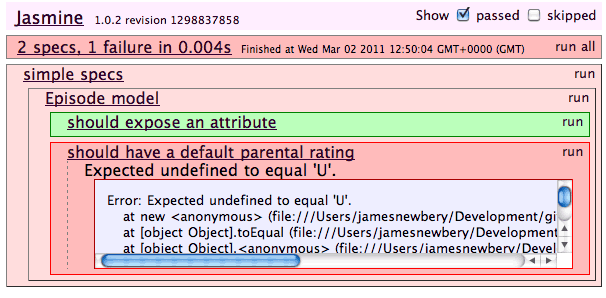 Jasmine 1.0.2 revision 1298837858 Show passed skipped
2 specs, 1 failure in 0.004s Finished at Wed Mar 02 2011 12:50:04 GMT+0000 (GMT) run all
simple specs run
Episode model run
should expose an attribute run
should have a default parental rating run
Expected undefined to equal 'U'.
Error: Expected undefined to equal 'U'.
at new <anonymous> (file:///Users/jamesnewbery/Development/gi
at [object Object].toEqual (file:///Users/jamesnewbery/Develop
at [object Object].<anonymous> (file:///Users/jamesnewbery/Devel